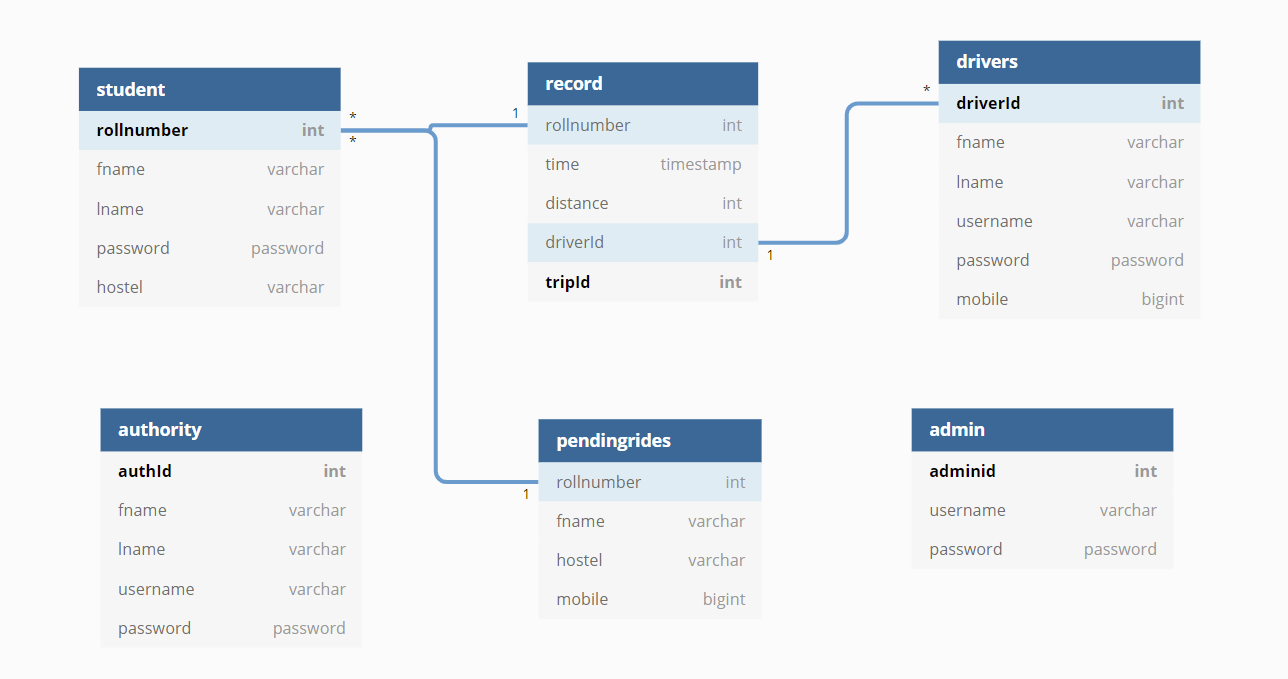 student
rollnumber int
fname varchar
lname varchar
password password
hostel varchar
*
*
1
record
rollnumber int
time timestamp
distance int
driverId int
tripId int
1
*
drivers
driverId int
fname varchar
lname varchar
username varchar
password password
mobile bigint
authority
authId int
fname varchar
lname varchar
username varchar
password password
1
pendingrides
rollnumber int
fname varchar
hostel varchar
mobile bigint
admin
adminid int
username varchar
password password